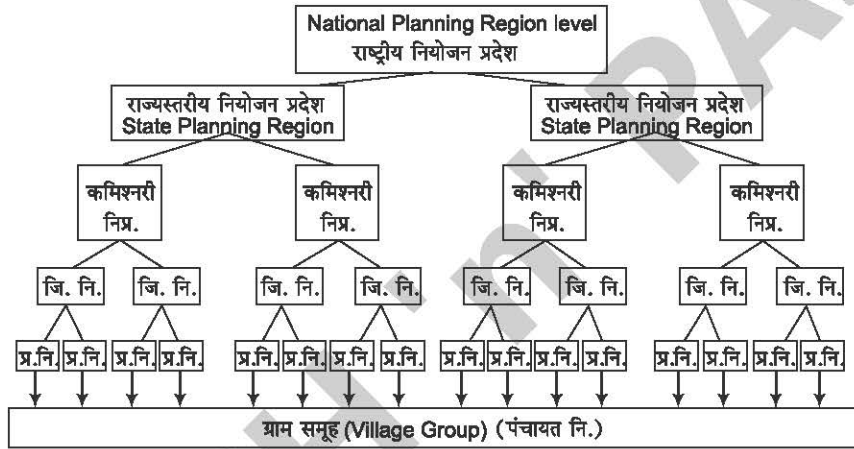 National Planning Region level
राष्ट्रीय नियोजन प्रदेश
राज्यस्तरीय नियोजन प्रदेश
State Planning Region
राज्यस्तरीय नियोजन प्रदेश
State Planning Region
कमिश्नरी
निप्र.
कमिश्नरी
निप्र.
कमिश्नरी
निप्र.
कमिश्नरी
निप्र.
जि. नि. जि. नि. जि. नि. जि. नि. जि. नि. जि. नि. जि. नि. जि. नि.
प्र.नि. प्र.नि. प्र.नि. प्र.नि. प्र.नि. प्र.नि. प्र.नि. प्र.नि. प्र.नि. प्र.नि. प्र.नि. प्र.नि. प्र.नि. प्र.नि. प्र.नि. प्र.नि.
ग्राम समूह (Village Group) (पंचायत नि.)